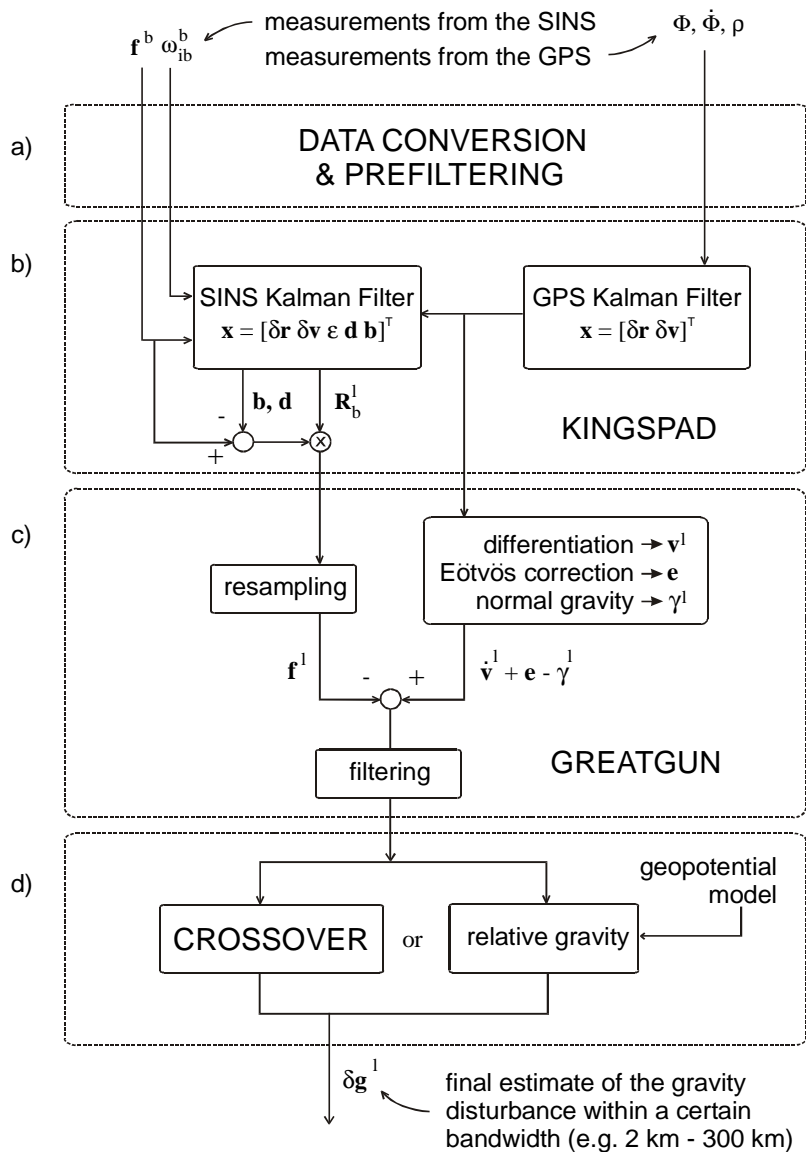 measurements from the SINS
measurements from the GPS
f b ω b ib
Φ, Φ̇, ρ
a)
DATA CONVERSION
& PREFILTERING
b)
SINS Kalman Filter
x = [δr δv ε d b]ᵀ
GPS Kalman Filter
x = [δr δv]ᵀ
b, d
R l b
-
+
x
KINGSPAD
c)
differentiation → v l
Eötvös correction → e
normal gravity → γ l
resampling
f l
-
+
v̇ l + e - γ l
filtering
GREATGUN
d)
geopotential
model
CROSSOVER
or
relative gravity
δg l
final estimate of the gravity
disturbance within a certain
bandwidth (e.g. 2 km - 300 km)